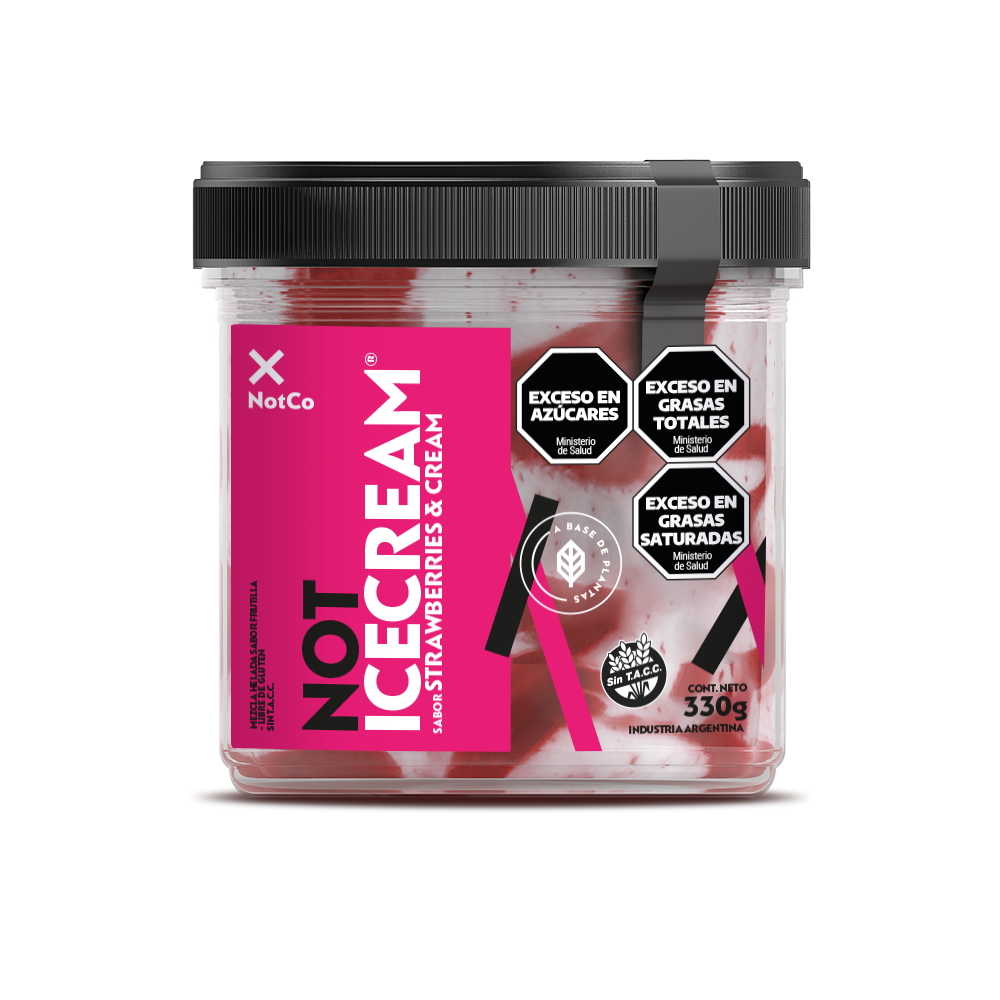 NotCo
NOT
ICECREAM®
SABOR STRAWBERRIES & CREAM
MEZCLA HELADA SABOR FRUTILLA
- LIBRE DE GLUTEN
SIN T.A.C.C.
EXCESO EN
AZÚCARES
Ministerio
de Salud
EXCESO EN
GRASAS
TOTALES
Ministerio
de Salud
EXCESO EN
GRASAS
SATURADAS
Ministerio
de Salud
A BASE DE PLANTAS
Sin T.A.C.C.
CONT. NETO
330g
INDUSTRIA ARGENTINA